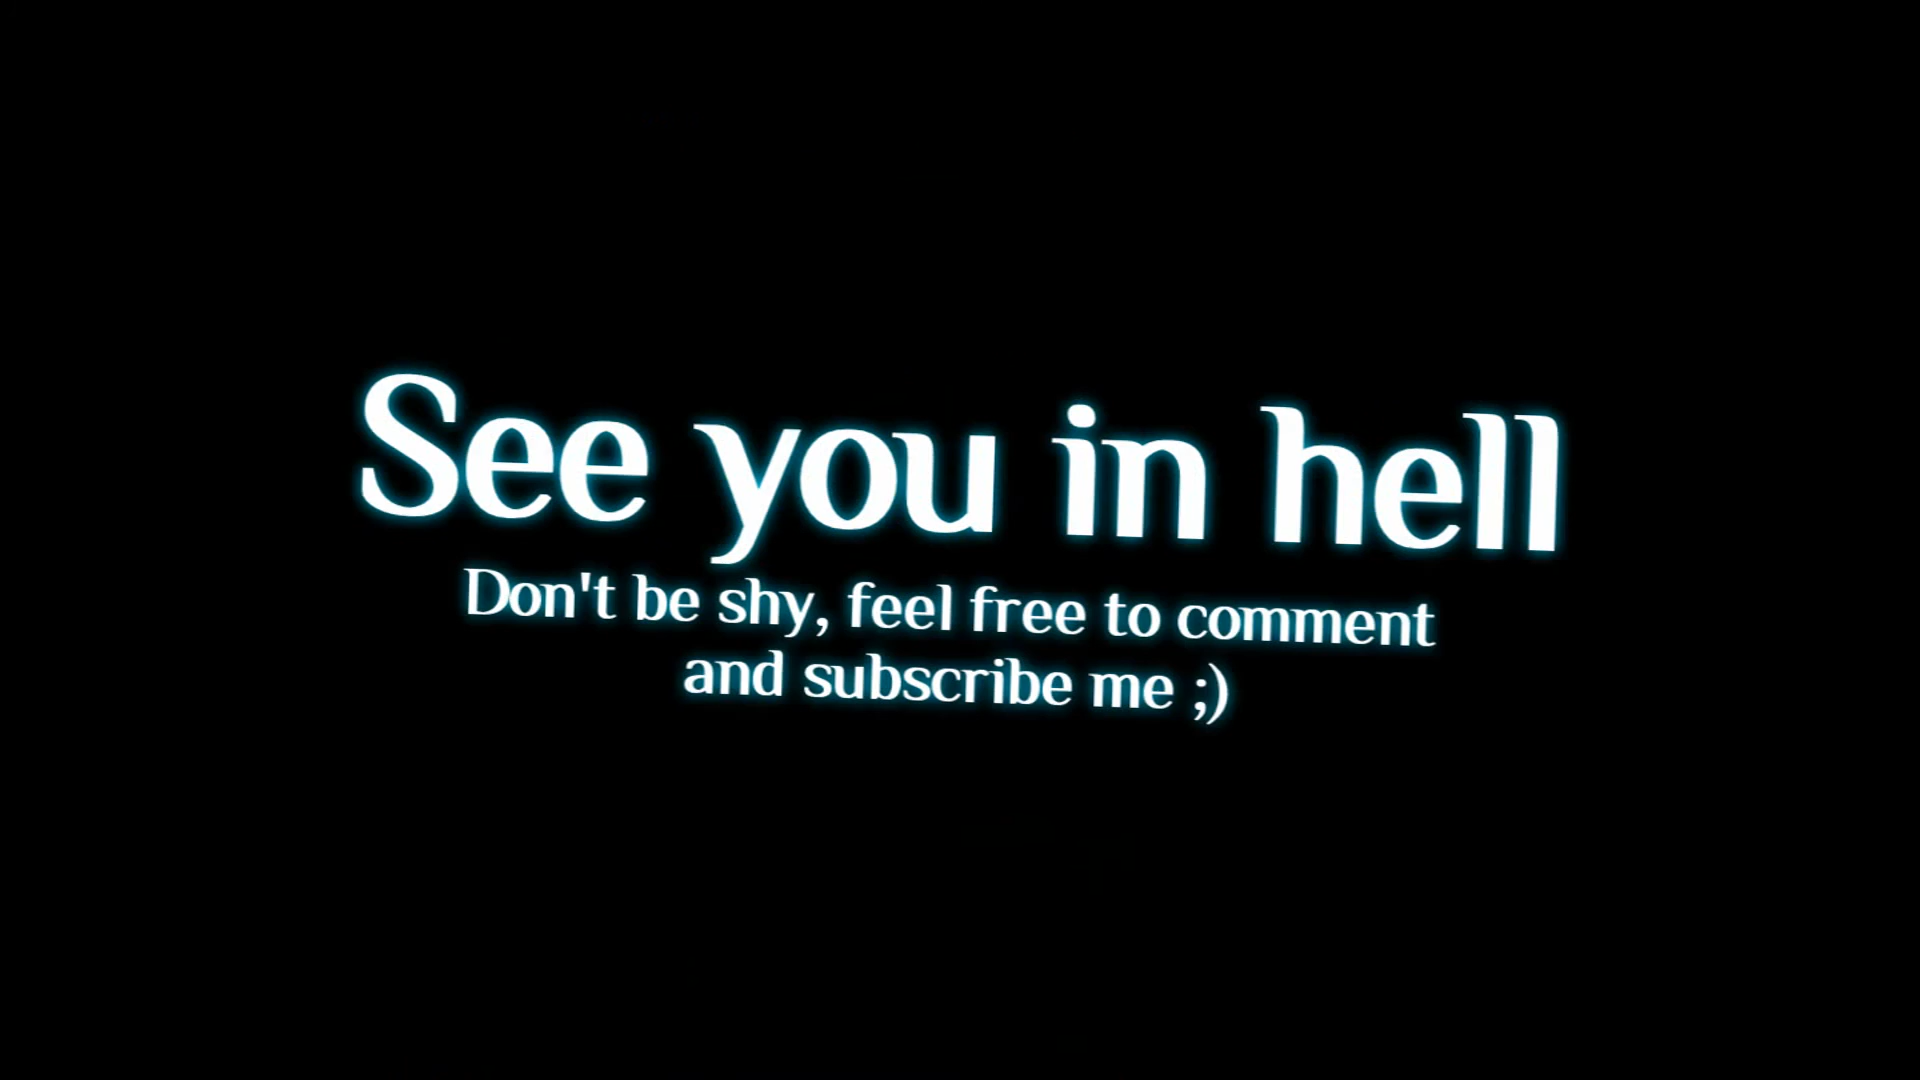 See you in hell
Don't be shy, feel free to comment
and subscribe me ;)